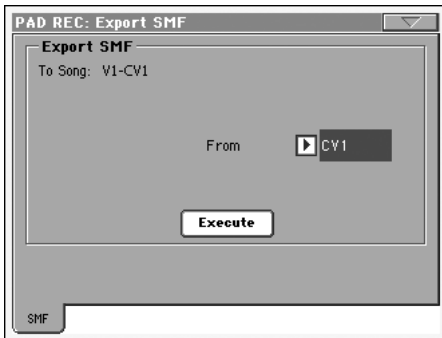 PAD REC: Export SMF
Export SMF
To Song: V1-CV1
From CV1
Execute
SMF